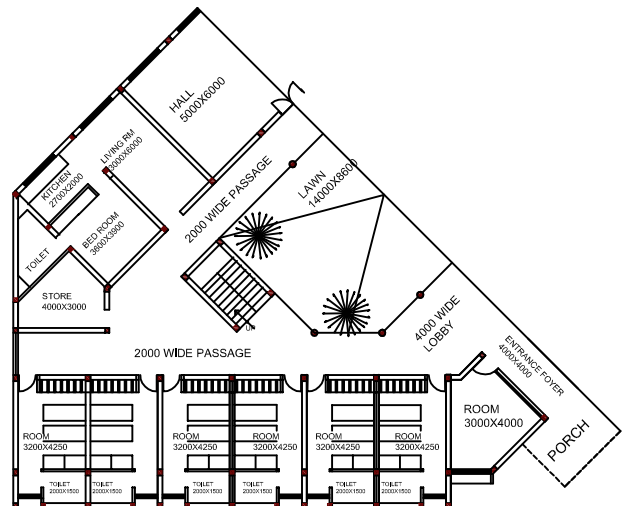 HALL
5000X6000
LIVING RM
3000X6000
KITCHEN
2700X2000
BED ROOM
3600X3900
TOILET
STORE
4000X3000
2000 WIDE PASSAGE
LAWN
14000X8600
UP
2000 WIDE PASSAGE
4000 WIDE
LOBBY
ENTRANCE FOYER
4000X4000
PORCH
ROOM
3000X4000
ROOM
3200X4250
ROOM
3200X4250
ROOM
3200X4250
ROOM
3200X4250
ROOM
3200X4250
TOILET
2000X1500
TOILET
2000X1500
TOILET
2000X1500
TOILET
2000X1500
TOILET
2000X1500
TOILET
2000X1500